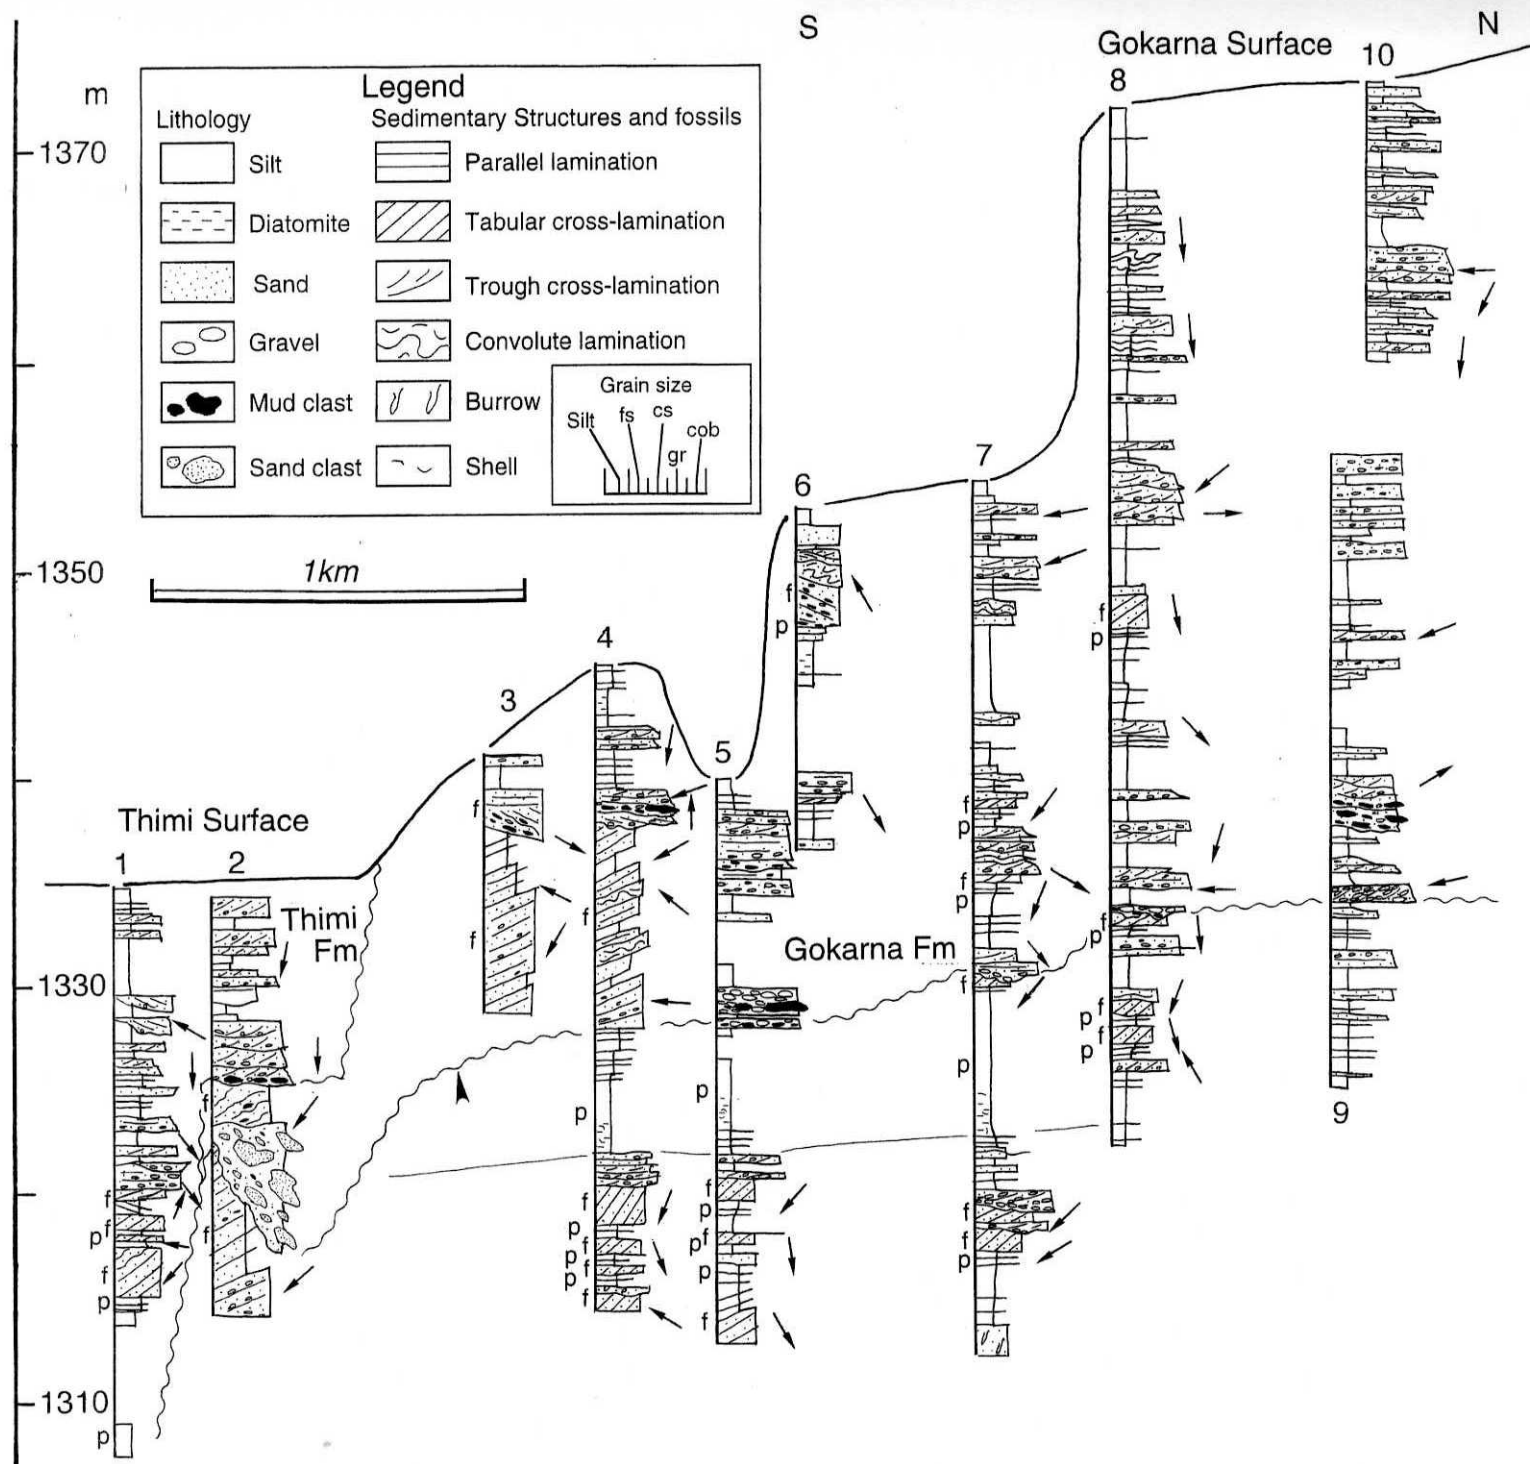 S
N
Gokarna Surface
10
8
m
Legend
Lithology
Sedimentary Structures and fossils
1370
Silt
Parallel lamination
Diatomite
Tabular cross-lamination
Sand
Trough cross-lamination
Gravel
Convolute lamination
Mud clast
Burrow
Sand clast
Shell
Grain size
Silt
fs
cs
gr
cob
7
6
1350
1km
f
p
f
p
4
3
5
Thimi Surface
1
2
f
f
p
f
Thimi
Fm
f
f
p
Gokarna Fm
f
p
1330
f
f
p
f
p
p
p
p
f
9
f
f
p
f
f
p
f
f
p
f
p
f
p
f
p
f
p
f
p
f
p
f
f
1310
p